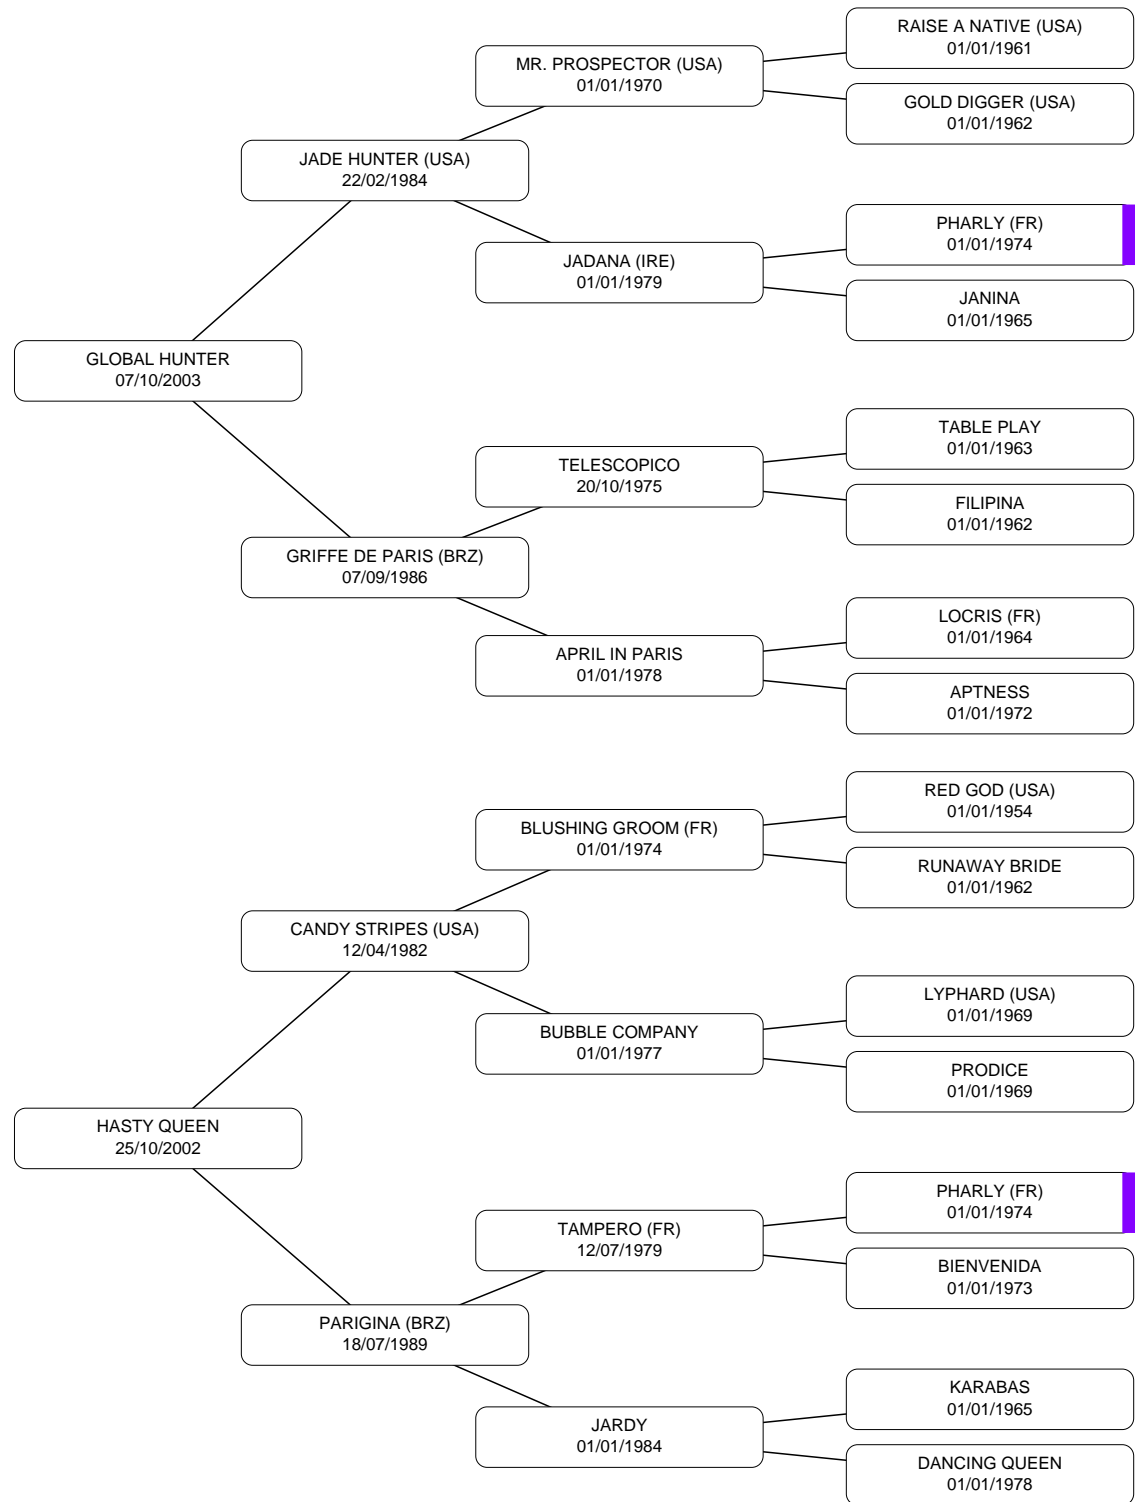 RAISE A NATIVE (USA)
01/01/1961
MR. PROSPECTOR (USA)
01/01/1970
GOLD DIGGER (USA)
01/01/1962
JADE HUNTER (USA)
22/02/1984
PHARLY (FR)
01/01/1974
JADANA (IRE)
01/01/1979
JANINA
01/01/1965
GLOBAL HUNTER
07/10/2003
TABLE PLAY
01/01/1963
TELESCOPICO
20/10/1975
FILIPINA
01/01/1962
GRIFFE DE PARIS (BRZ)
07/09/1986
LOCRIS (FR)
01/01/1964
APRIL IN PARIS
01/01/1978
APTNESS
01/01/1972
RED GOD (USA)
01/01/1954
BLUSHING GROOM (FR)
01/01/1974
RUNAWAY BRIDE
01/01/1962
CANDY STRIPES (USA)
12/04/1982
LYPHARD (USA)
01/01/1969
BUBBLE COMPANY
01/01/1977
PRODICE
01/01/1969
HASTY QUEEN
25/10/2002
PHARLY (FR)
01/01/1974
TAMPERO (FR)
12/07/1979
BIENVENIDA
01/01/1973
PARIGINA (BRZ)
18/07/1989
KARABAS
01/01/1965
JARDY
01/01/1984
DANCING QUEEN
01/01/1978